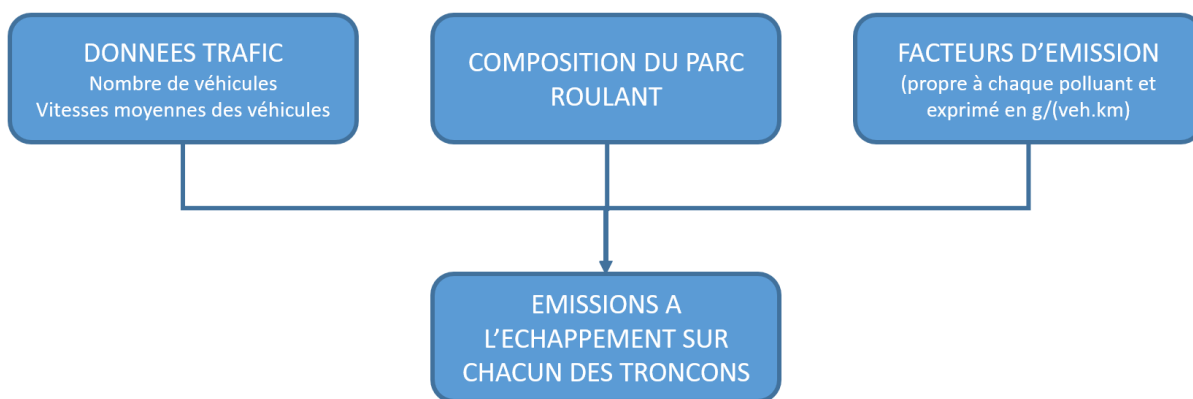 DONNEES TRAFIC
Nombre de véhicules
Vitesses moyennes des véhicules
COMPOSITION DU PARC
ROULANT
FACTEURS D’EMISSION
(propre à chaque polluant et
exprimé en g/(veh.km)
EMISSIONS A
L’ECHAPPEMENT SUR
CHACUN DES TRONCONS